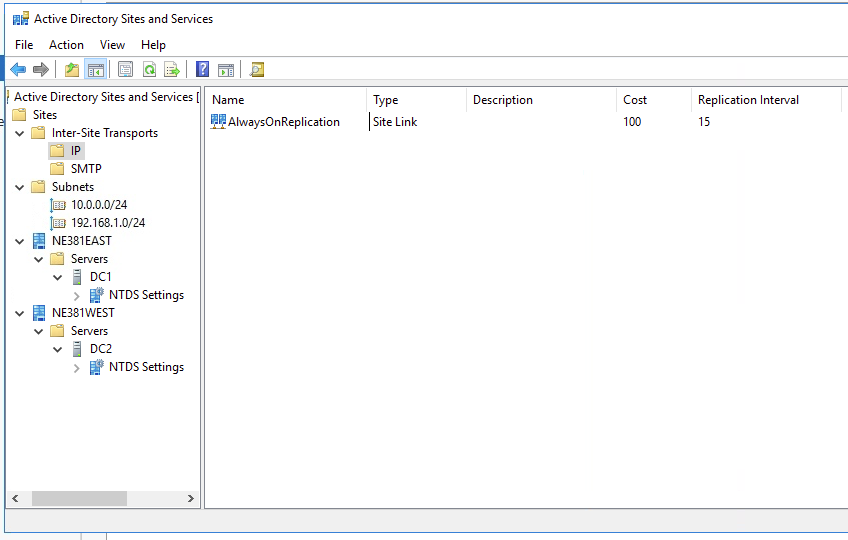 Active Directory Sites and Services
File Action View Help
Active Directory Sites and Services [
Name Type Description Cost Replication Interval
Sites
AlwaysOnReplication Site Link 100 15
Inter-Site Transports
IP
SMTP
Subnets
10.0.0.0/24
192.168.1.0/24
NE381EAST
Servers
DC1
NTDS Settings
NE381WEST
Servers
DC2
NTDS Settings